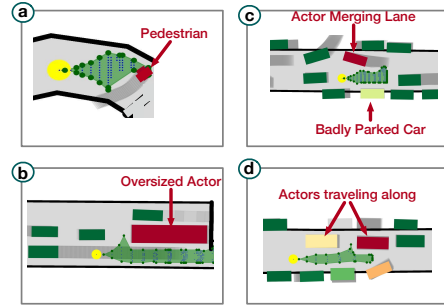 a
Pedestrian
b
Oversized Actor
c
Actor Merging Lane
Badly Parked Car
d
Actors traveling along